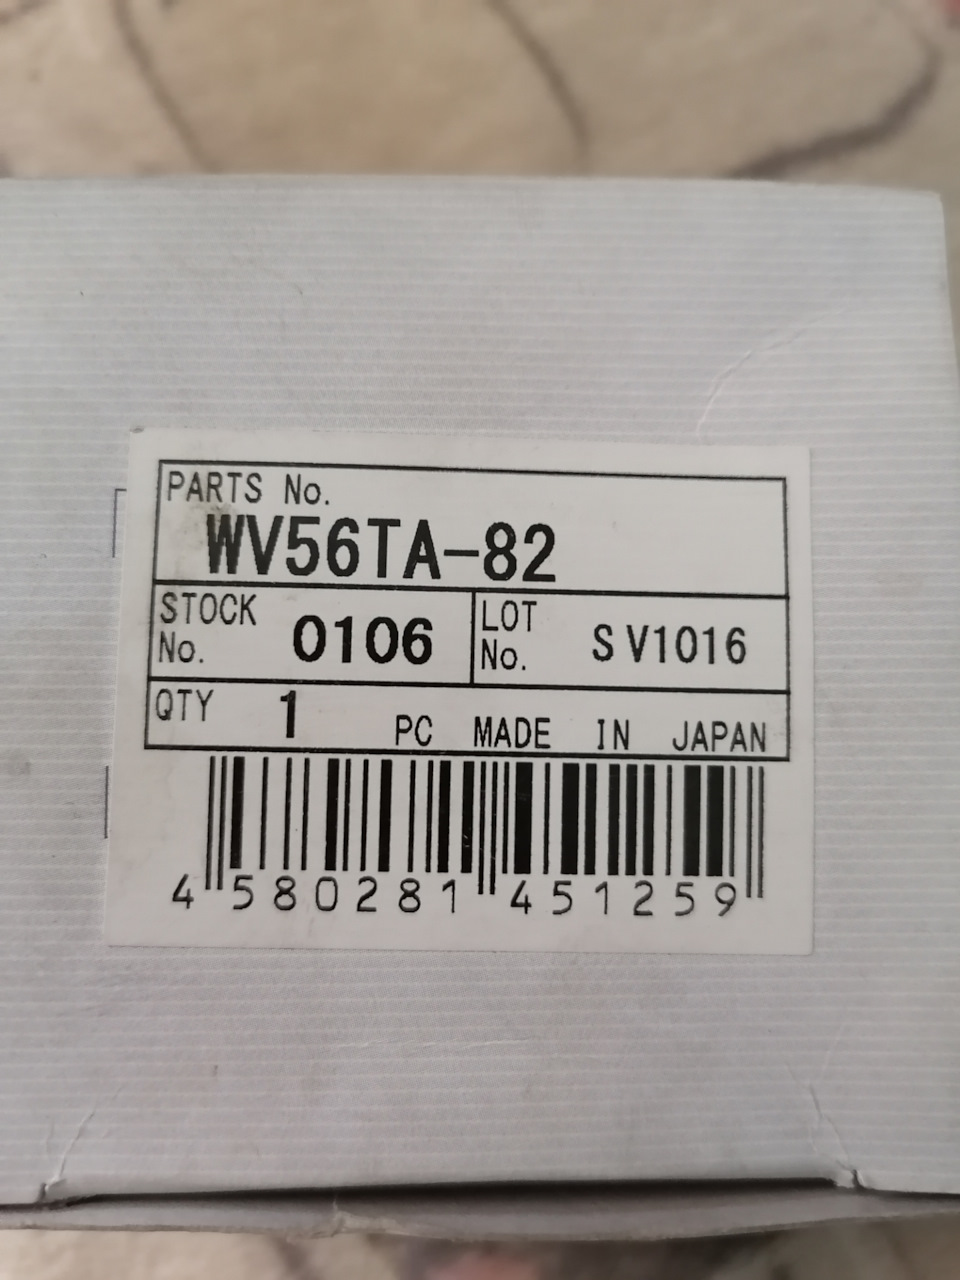 PARTS No.
WV56TA-82
STOCK No. 0106
LOT No. SV1016
QTY 1 PC MADE IN JAPAN
4 580281 451259